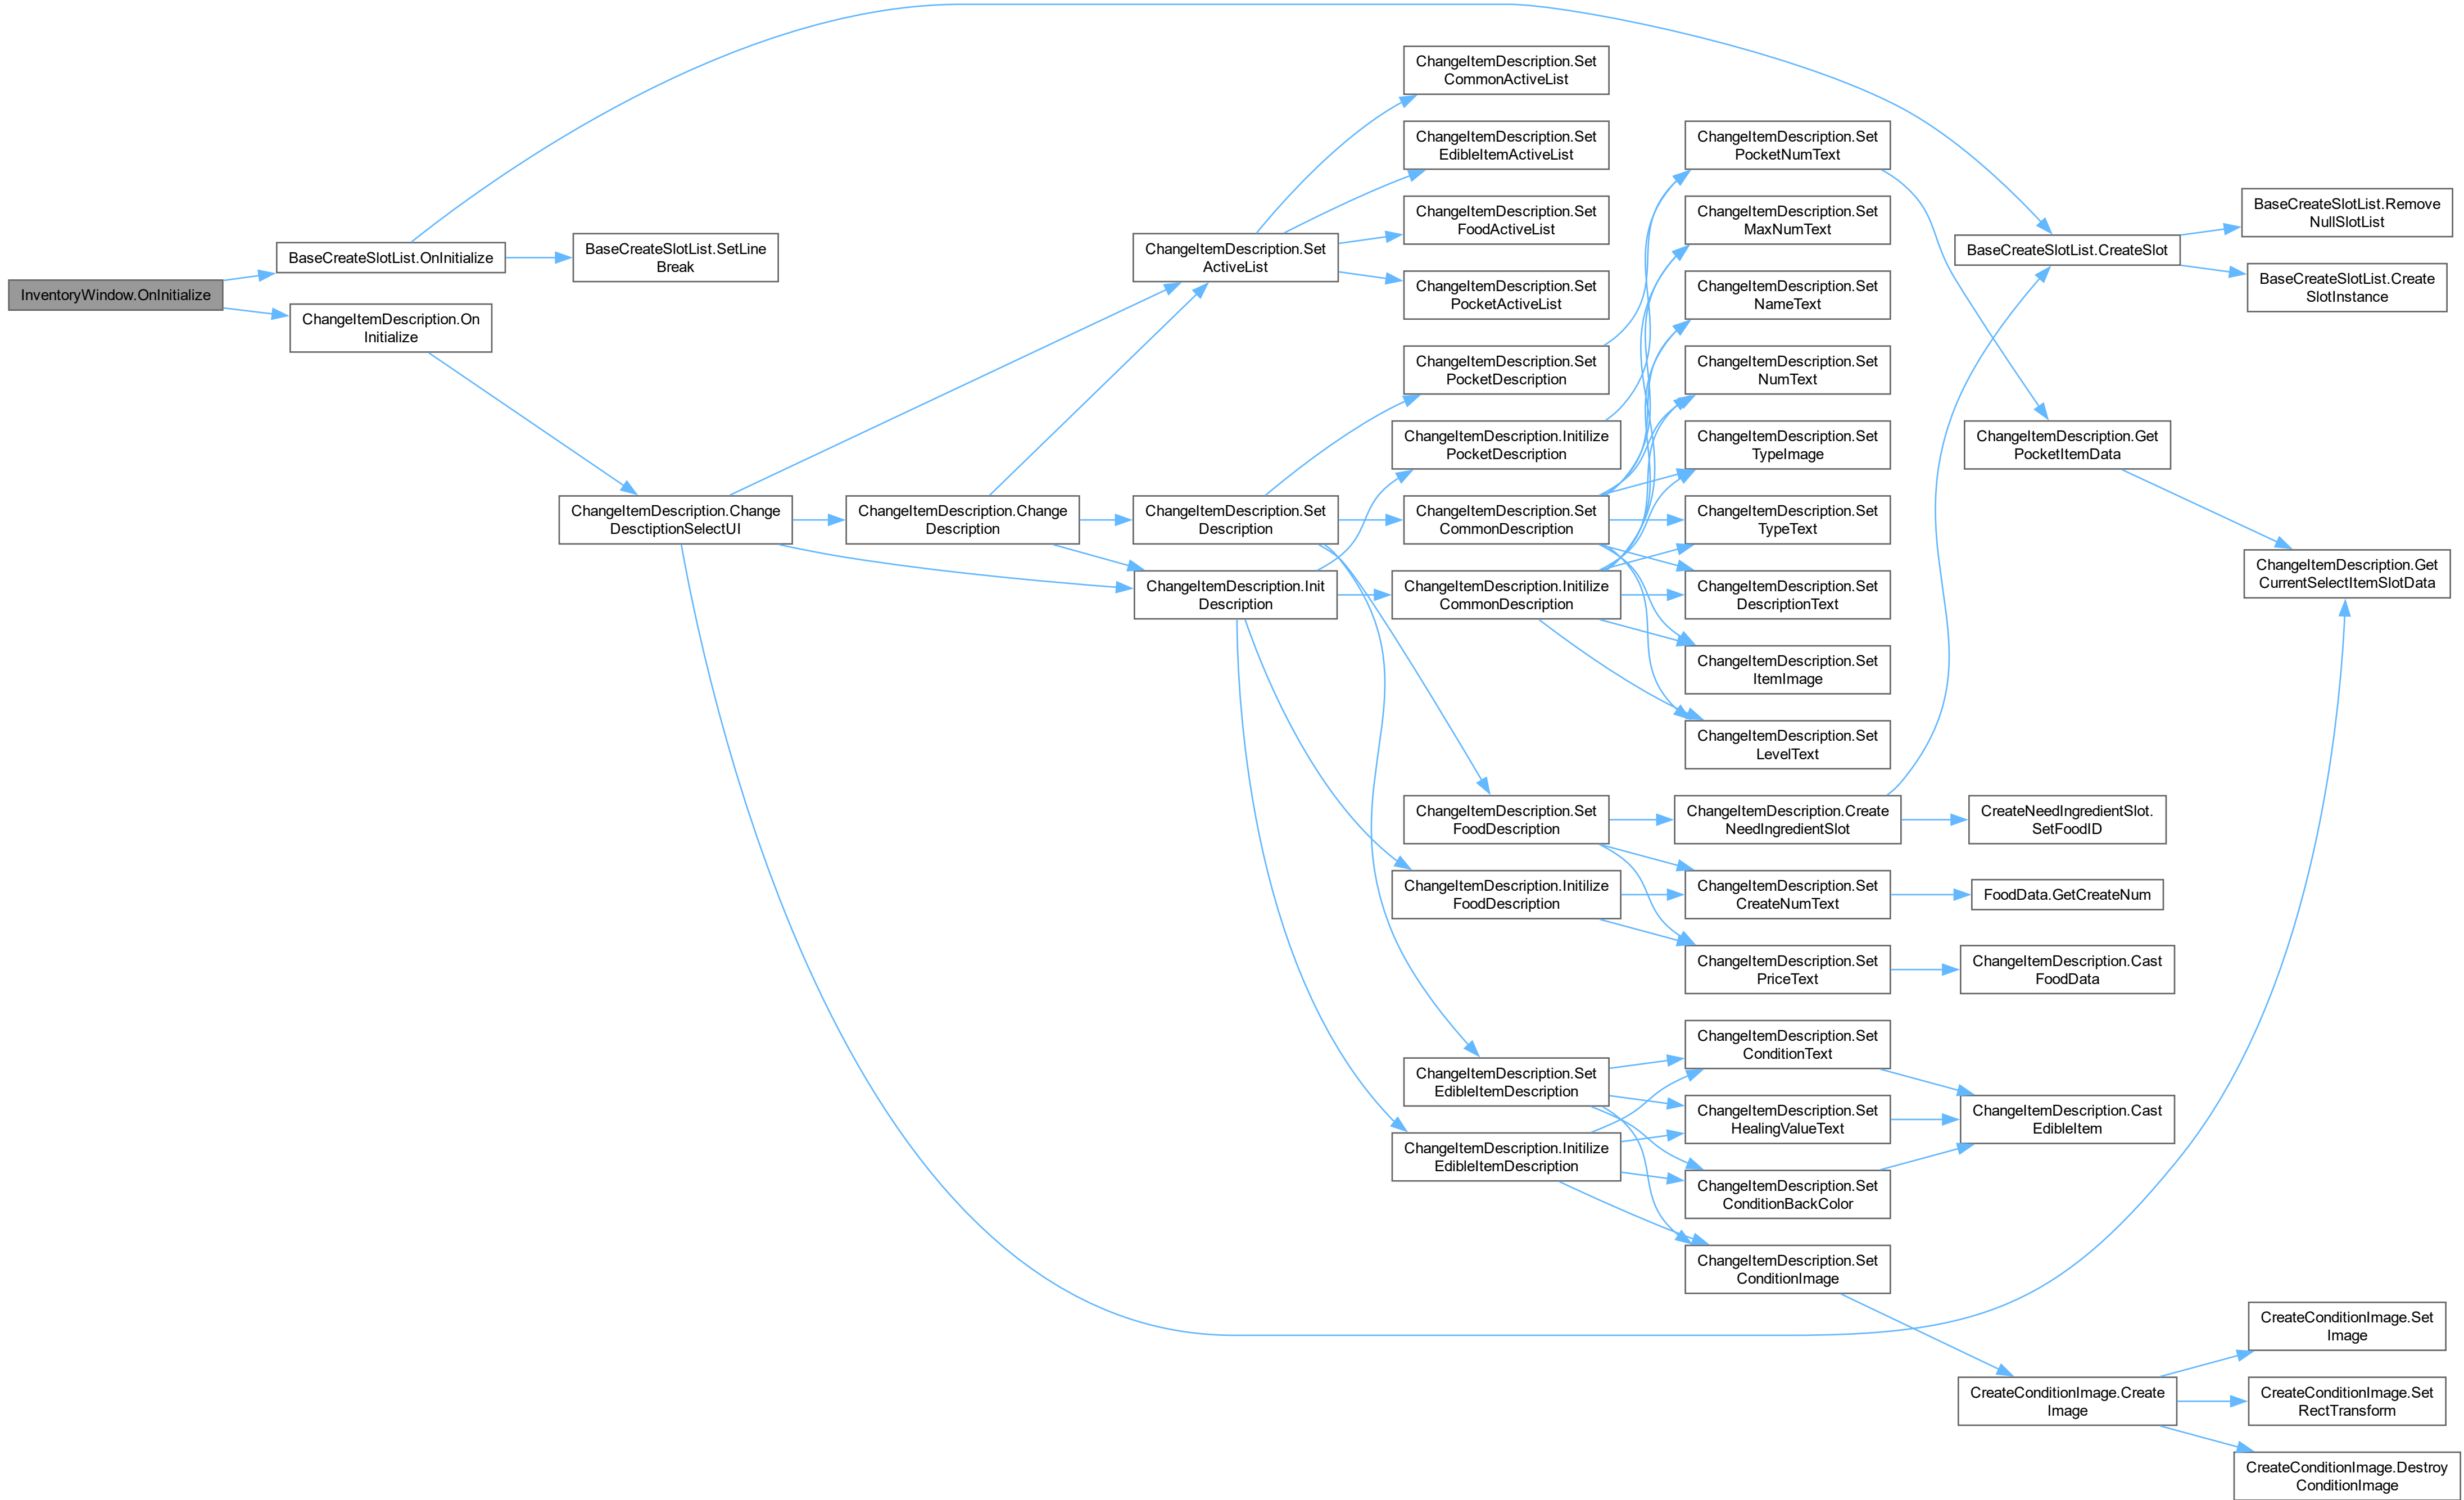 InventoryWindow.OnInitialize
BaseCreateSlotList.OnInitialize
ChangeItemDescription.On
Initialize
BaseCreateSlotList.SetLine
Break
ChangeItemDescription.Change
DesctiptionSelectUI
ChangeItemDescription.Change
Description
ChangeItemDescription.Set
ActiveList
ChangeItemDescription.Set
Description
ChangeItemDescription.Init
Description
ChangeItemDescription.Set
CommonActiveList
ChangeItemDescription.Set
EdibleItemActiveList
ChangeItemDescription.Set
FoodActiveList
ChangeItemDescription.Set
PocketActiveList
ChangeItemDescription.Set
PocketDescription
ChangeItemDescription.Initilize
PocketDescription
ChangeItemDescription.Set
CommonDescription
ChangeItemDescription.Initilize
CommonDescription
ChangeItemDescription.Set
FoodDescription
ChangeItemDescription.Initilize
FoodDescription
ChangeItemDescription.Set
EdibleItemDescription
ChangeItemDescription.Initilize
EdibleItemDescription
ChangeItemDescription.Set
PocketNumText
ChangeItemDescription.Set
MaxNumText
ChangeItemDescription.Set
NameText
ChangeItemDescription.Set
NumText
ChangeItemDescription.Set
TypeImage
ChangeItemDescription.Set
TypeText
ChangeItemDescription.Set
DescriptionText
ChangeItemDescription.Set
ItemImage
ChangeItemDescription.Set
LevelText
ChangeItemDescription.Create
NeedIngredientSlot
ChangeItemDescription.Set
CreateNumText
ChangeItemDescription.Set
PriceText
ChangeItemDescription.Set
ConditionText
ChangeItemDescription.Set
HealingValueText
ChangeItemDescription.Set
ConditionBackColor
ChangeItemDescription.Set
ConditionImage
BaseCreateSlotList.CreateSlot
ChangeItemDescription.Get
PocketItemData
CreateNeedIngredientSlot.
SetFoodID
FoodData.GetCreateNum
ChangeItemDescription.Cast
FoodData
ChangeItemDescription.Cast
EdibleItem
CreateConditionImage.Create
Image
BaseCreateSlotList.Remove
NullSlotList
BaseCreateSlotList.Create
SlotInstance
ChangeItemDescription.Get
CurrentSelectItemSlotData
CreateConditionImage.Set
Image
CreateConditionImage.Set
RectTransform
CreateConditionImage.Destroy
ConditionImage